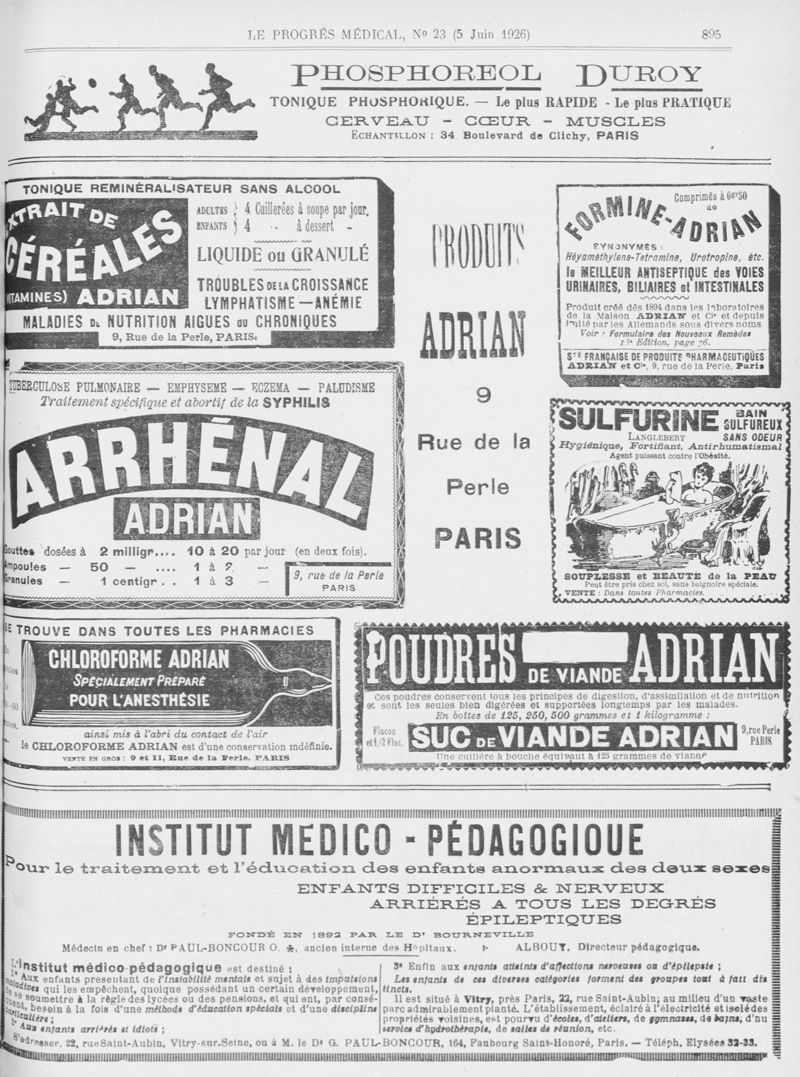 LE PROGRÈS MÉDICAL, No 23 (5 Juin 1926) 895
PHOSPHOREOL DUROY
TONIQUE PHOSPHORIQUE. — Le plus RAPIDE - Le plus PRATIQUE
CERVEAU - CŒUR - MUSCLES
ÉCHANTILLON : 34 Boulevard de Clichy, PARIS
TONIQUE REMINÉRALISATEUR SANS ALCOOL
EXTRAIT DE
CÉRÉALES
(VITAMINES) ADRIAN
ADULTES 4 Cuillerées à soupe par jour.
ENFANTS 4 — à dessert —
LIQUIDE ou GRANULÉ
TROUBLES DE LA CROISSANCE
LYMPHATISME — ANÉMIE
MALADIES DE NUTRITION AIGUES OU CHRONIQUES
9, Rue de la Perle, PARIS.
PRODUITS
ADRIAN
9
Rue de la
Perle
PARIS
Comprimés à 0gr50
de
FORMINE-ADRIAN
SYNONYMES
Héxaméthylène-Tetramine, Urotropine, etc.
le MEILLEUR ANTISEPTIQUE des VOIES
URINAIRES, BILIAIRES et INTESTINALES
Produit créé dès 1894 dans les laboratoires
de la Maison ADRIAN et Cie et depuis
imité par les Allemands sous divers noms.
Voir : Formulaire des Nouveaux Remèdes
13e Edition, page 76.
Sté FRANÇAISE DE PRODUITS PHARMACEUTIQUES
ADRIAN et Cie, 9, rue de la Perle, Paris
TUBERCULOSE PULMONAIRE — EMPHYSEME — ECZEMA — PALUDISME
Traitement spécifique et abortif de la SYPHILIS
ARRHÉNAL
ADRIAN
Gouttes dosées à 2 milligr.... 10 à 20 par jour (en deux fois).
Ampoules — 50 — .... 1 à 2 —
Granules — 1 centigr . . 1 à 3 —
9, rue de la Perle
PARIS
SULFURINE BAIN
SULFUREUX
LANGLEBERT SANS ODEUR
Hygiénique, Fortifiant, Antirhumatismal
Agent puissant contre l'Obésité.
SOUPLESSE et BEAUTÉ de la PEAU
Peut être pris chez soi, sans baignoire spéciale.
VENTE : Dans toutes Pharmacies.
SE TROUVE DANS TOUTES LES PHARMACIES
CHLOROFORME ADRIAN
SPÉCIALEMENT PRÉPARÉ
POUR L'ANESTHÉSIE
ainsi mis à l'abri du contact de l'air
le CHLOROFORME ADRIAN est d'une conservation indéfinie.
VENTE EN GROS : 9 et 11, Rue de la Perle, PARIS
POUDRES DE VIANDE ADRIAN
Ces poudres conservent tous les principes de digestion, d'assimilation et de nutrition
et sont les seules bien digérées et supportées longtemps par les malades.
En boîtes de 125, 250, 500 grammes et 1 kilogramme :
Flacon
et 1/2 Flac.
SUC DE VIANDE ADRIAN
9, rue Perle
PARIS
Une cuillère à bouche équivaut à 125 grammes de viande
INSTITUT MEDICO - PÉDAGOGIQUE
Pour le traitement et l'éducation des enfants anormaux des deux sexes
ENFANTS DIFFICILES & NERVEUX
ARRIÉRÉS A TOUS LES DEGRÉS
ÉPILEPTIQUES
FONDÉ EN 1892 PAR LE Dr BOURNEVILLE
Médecin en chef : Dr PAUL-BONCOUR O. ✻, ancien interne des Hôpitaux. ALBOUY, Directeur pédagogique.
L'Institut médico-pédagogique est destiné :
1o Aux enfants présentant de l'instabilité mentale et sujet à des impulsions
maladives qui les empêchent, quoique possédant un certain développement,
de se soumettre à la règle des lycées ou des pensions, et qui ont, par consé-
quent, besoin à la fois d'une méthode d'éducation spéciale et d'une discipline
particulière ;
2o Aux enfants arriérés et idiots ;
3o Enfin aux enfants atteints d'affections nerveuses ou d'épilepsie ;
Les enfants de ces diverses catégories forment des groupes tout à fait dis
tincts.
Il est situé à Vitry, près Paris, 22, rue Saint-Aubin; au milieu d'un vaste
parc admirablement planté. L'établissement, éclairé à l'électricité et isolé des
propriétés voisines, est pourvu d'écoles, d'ateliers, de gymnases, de bains, d'nu
service d'hydrothérapie, de salles de réunion, etc.
S'adresser, 22, rue Saint-Aubin, Vitry-sur-Seine, ou à M. le Dr G. PAUL-BONCOUR, 164, Faubourg Saint-Honoré, Paris. — Téléph. Elysées 32-33.